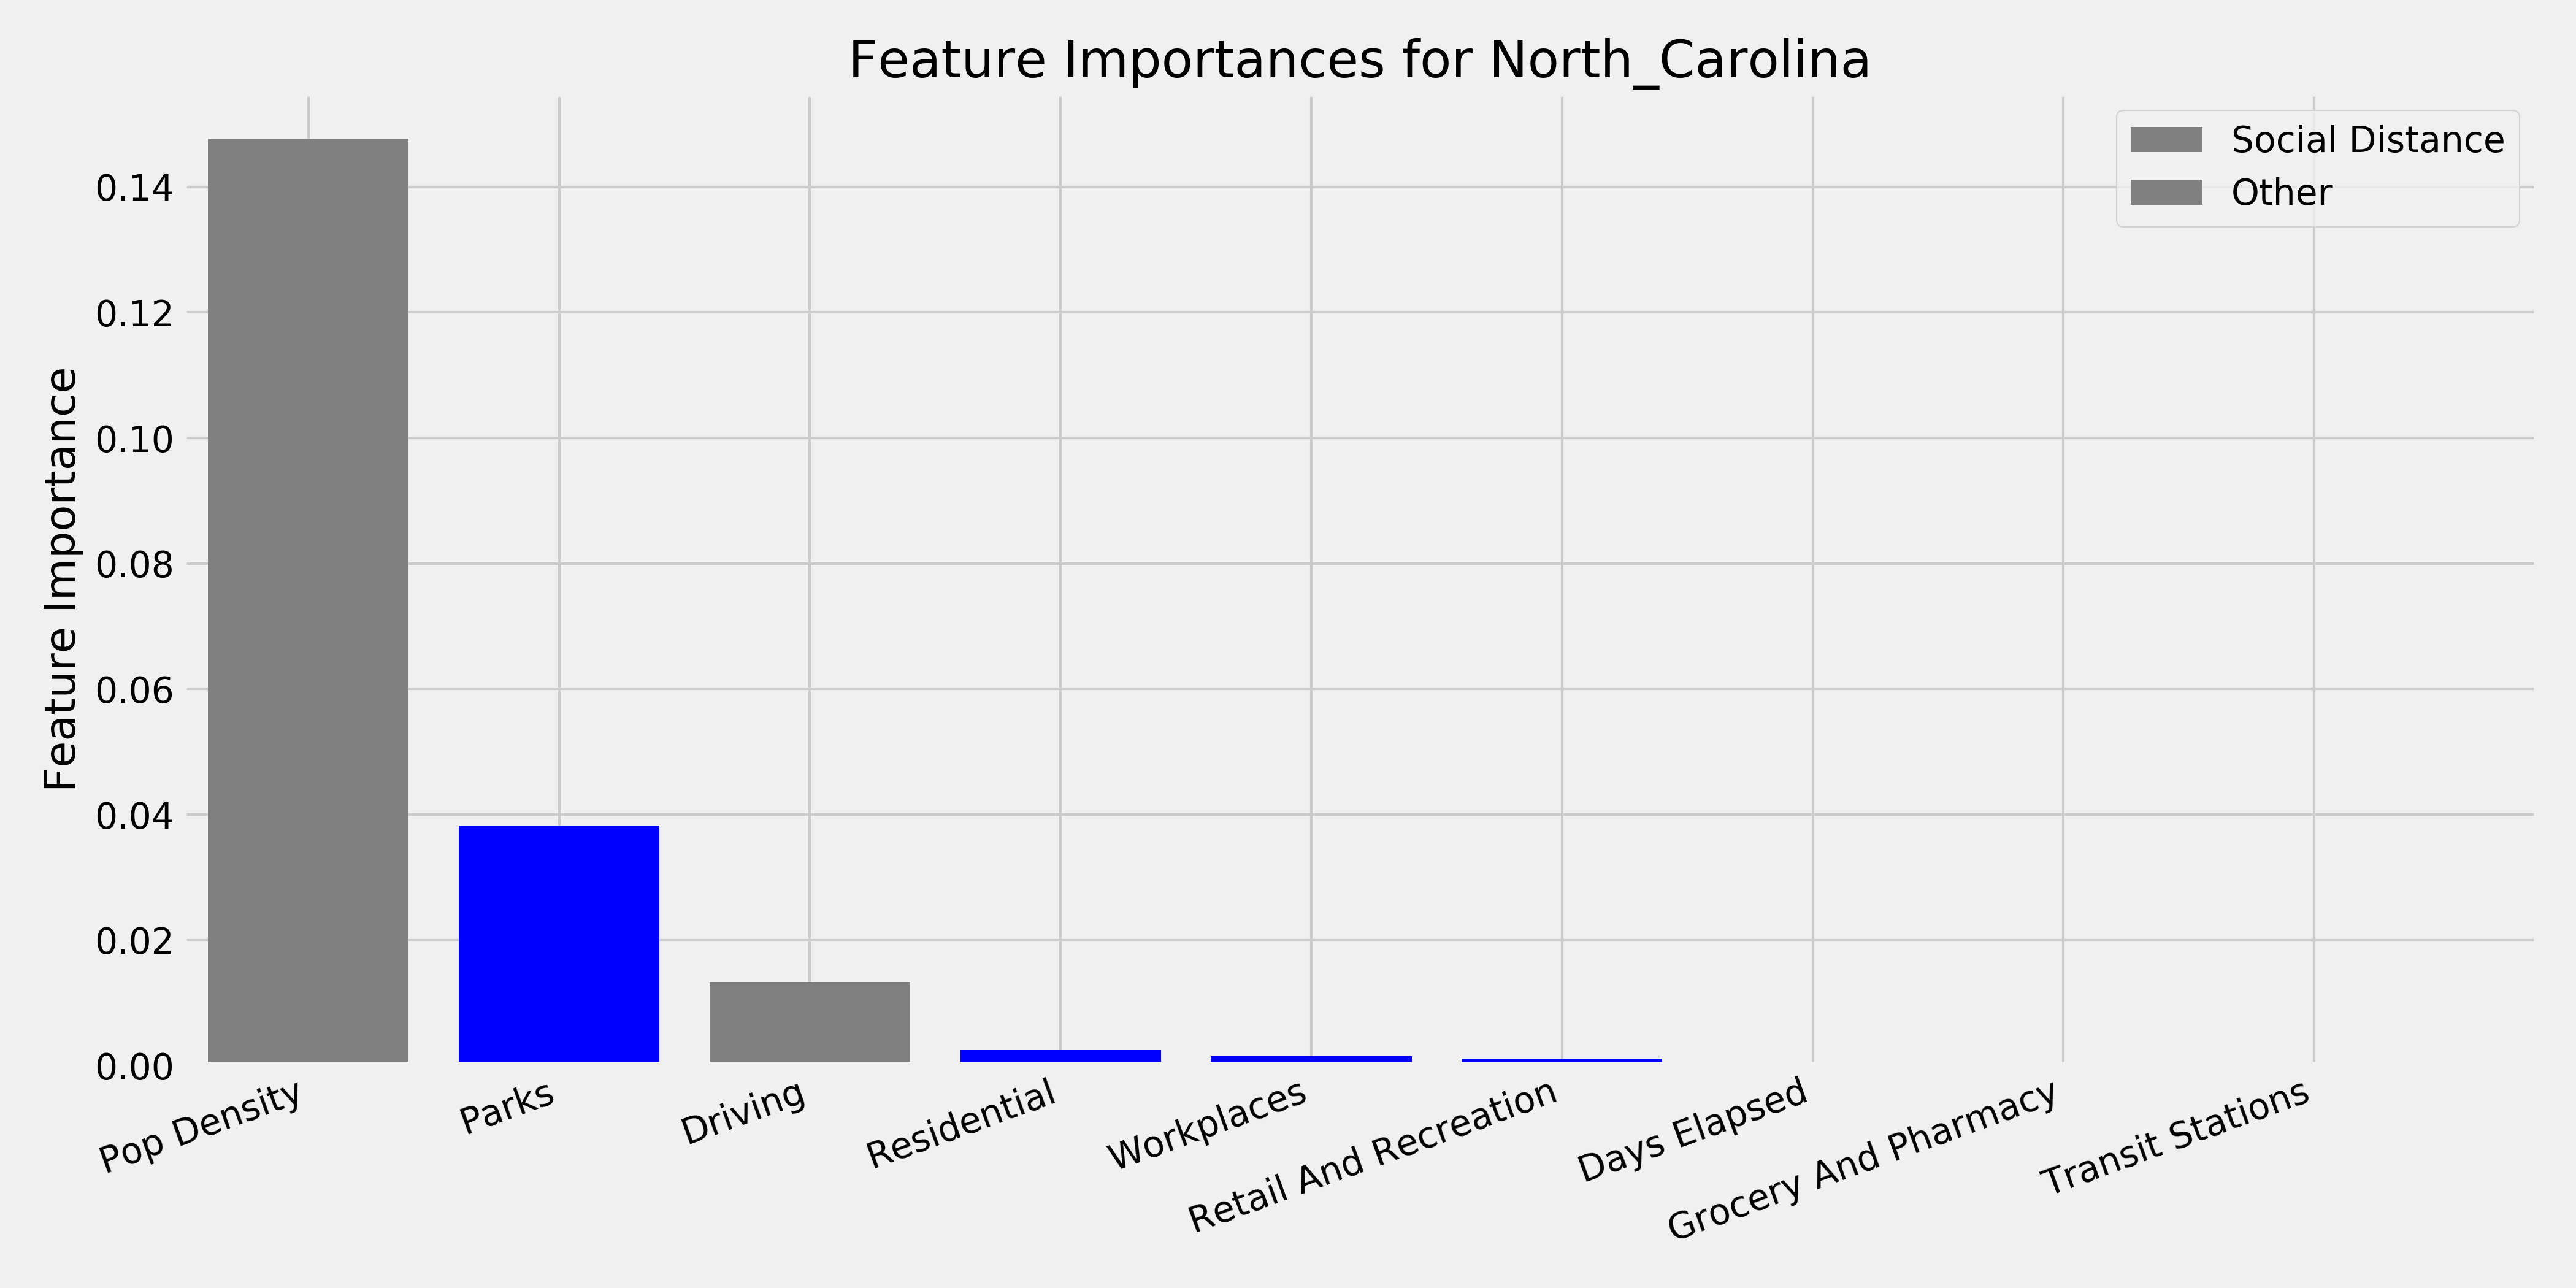 Feature Importances for North_Carolina
Social Distance
Other
Feature Importance
0.14
0.12
0.10
0.08
0.06
0.04
0.02
0.00
Pop Density
Parks
Driving
Residential
Workplaces
Retail And Recreation
Days Elapsed
Grocery And Pharmacy
Transit Stations